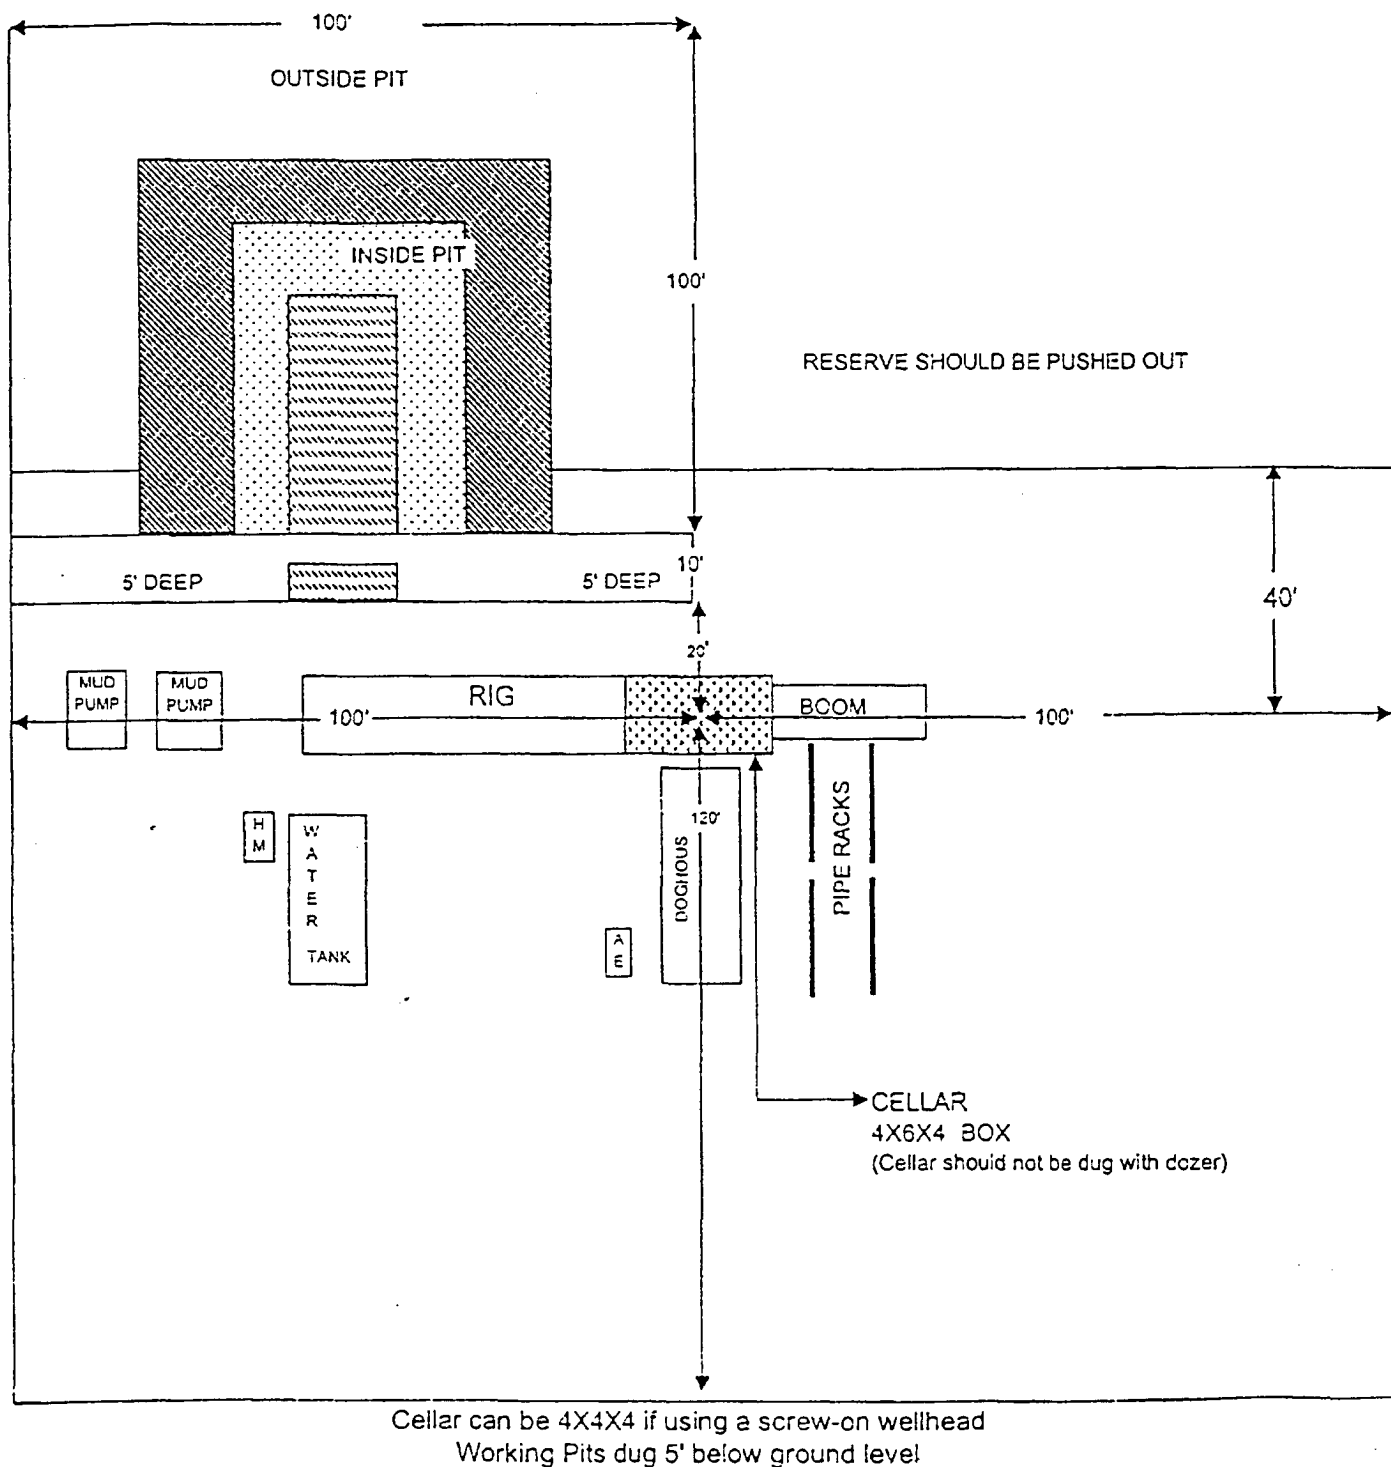 100'
OUTSIDE PIT
INSIDE PIT
100'
RESERVE SHOULD BE PUSHED OUT
10'
5' DEEP
5' DEEP
40'
20'
MUD
PUMP
MUD
PUMP
RIG
BOOM
100'
100'
H
M
W
A
T
E
R
TANK
120'
DOGHOUS
PIPE RACKS
A
E
CELLAR
4X6X4 BOX
(Cellar should not be dug with dozer)
Cellar can be 4X4X4 if using a screw-on wellhead
Working Pits dug 5' below ground level